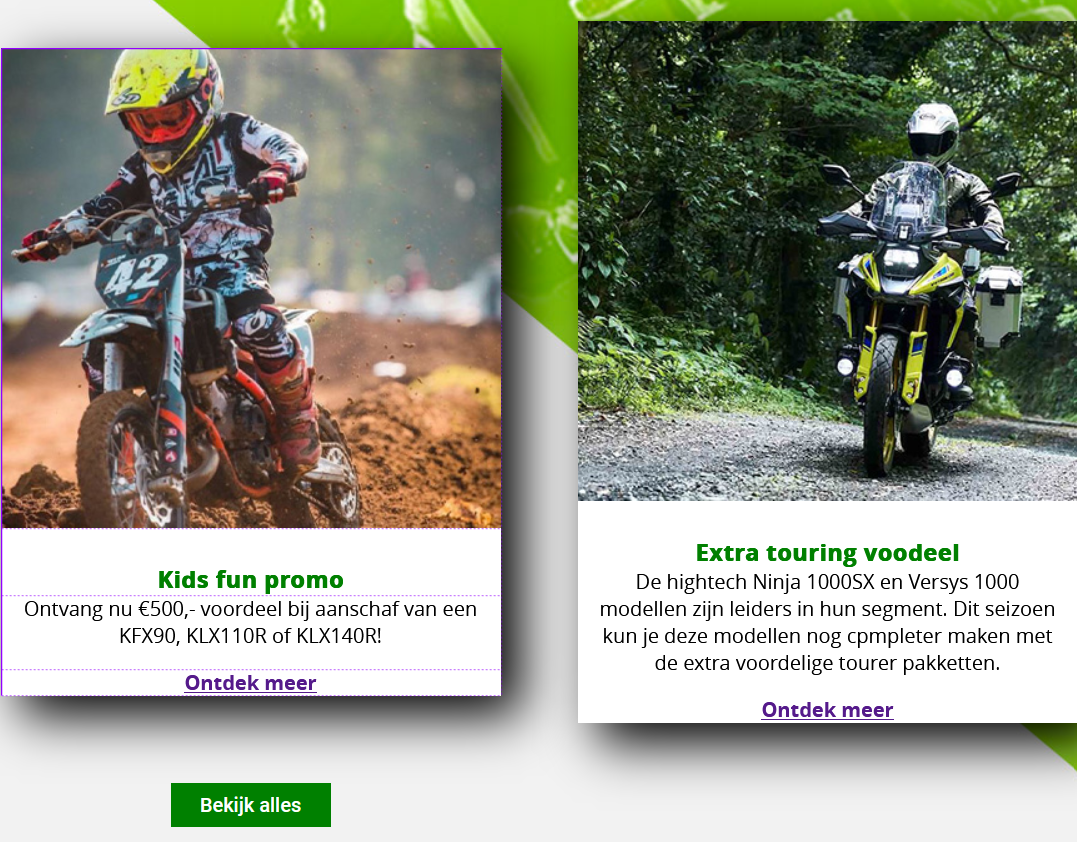 42
Kids fun promo
Ontvang nu €500,- voordeel bij aanschaf van een
KFX90, KLX110R of KLX140R!
Ontdek meer
Extra touring voodeel
De hightech Ninja 1000SX en Versys 1000
modellen zijn leiders in hun segment. Dit seizoen
kun je deze modellen nog cpmpleter maken met
de extra voordelige tourer pakketten.
Ontdek meer
Bekijk alles